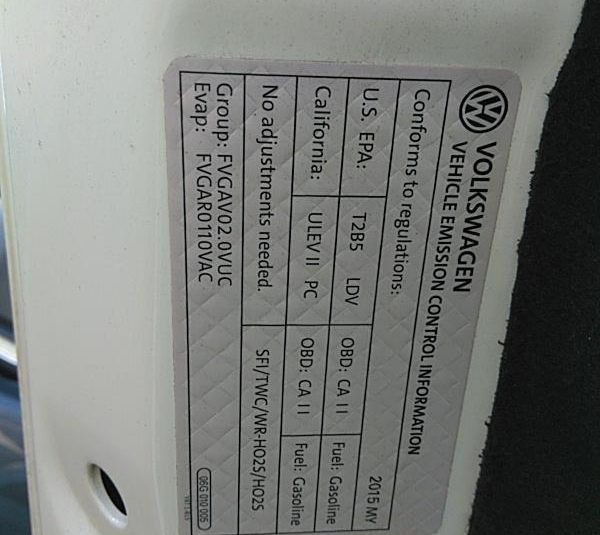 VOLKSWAGEN
VEHICLE EMISSION CONTROL INFORMATION
Conforms to regulations: 2015 MY
U.S. EPA: T2B5 LDV OBD: CA II Fuel: Gasoline
California: ULEV II PC OBD: CA II Fuel: Gasoline
No adjustments needed. SFI/TWC/WR-HO2S/HO2S
Group: FVGAV02.0VUC
Evap: FVGAR0110VAC
06G 010 005